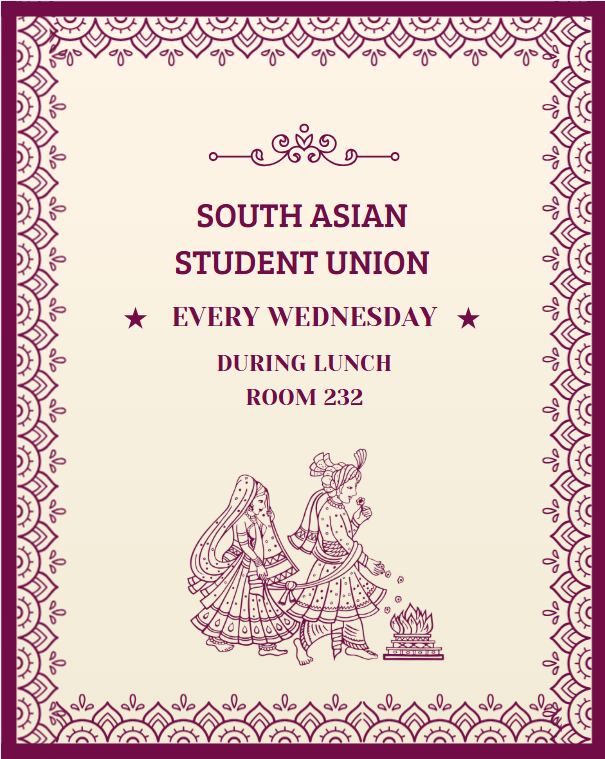 SOUTH ASIAN
STUDENT UNION
EVERY WEDNESDAY
DURING LUNCH
ROOM 232